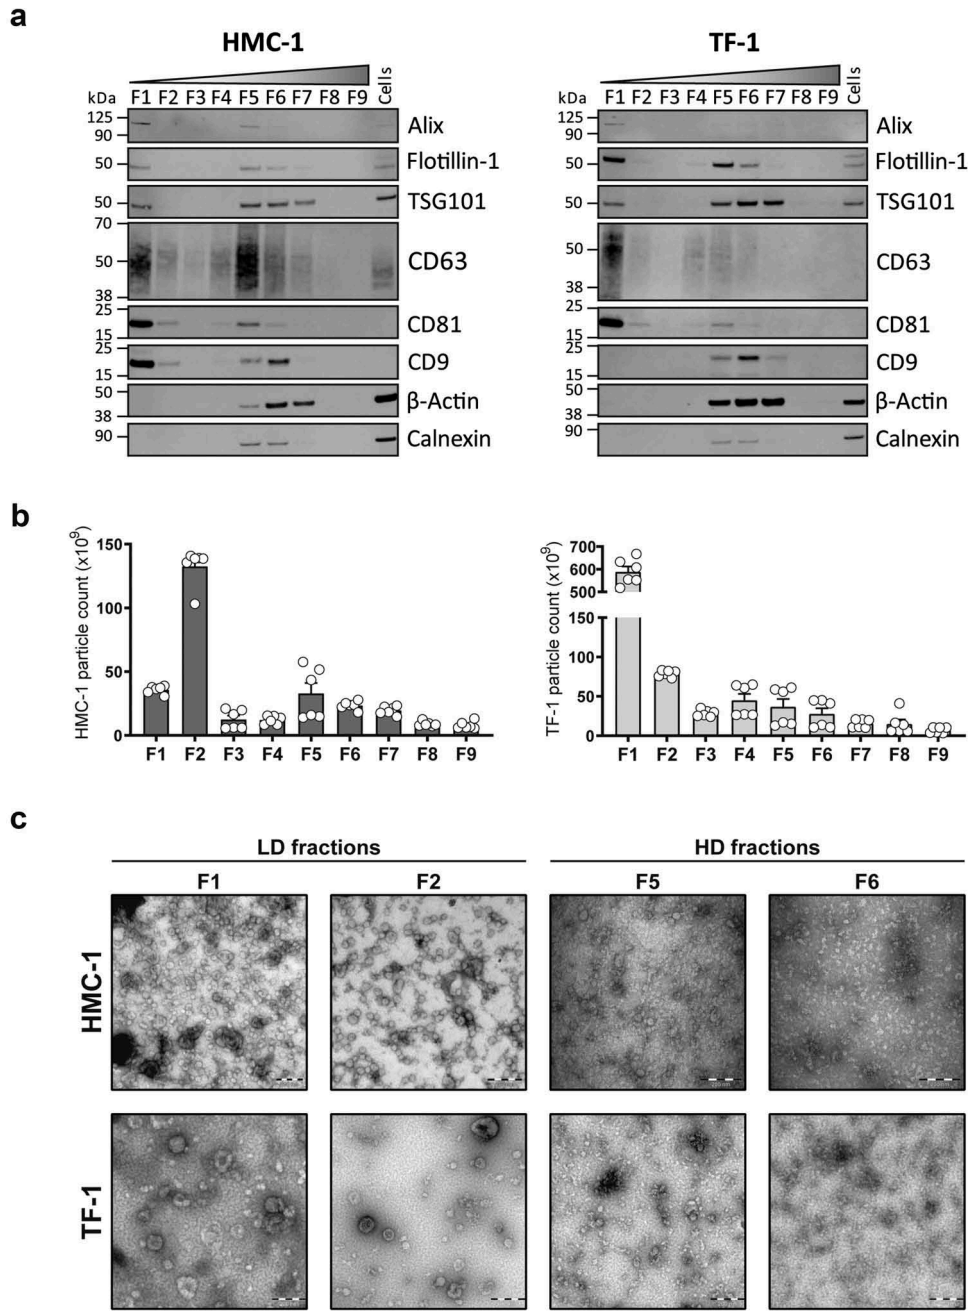 a
HMC-1
TF-1
kDa F1 F2 F3 F4 F5 F6 F7 F8 F9 Cells
125
90
Alix
50
Flotillin-1
50
TSG101
70
50
38
CD63
25
15
CD81
25
15
CD9
50
38
β-Actin
90
Calnexin
kDa F1 F2 F3 F4 F5 F6 F7 F8 F9 Cells
125
90
Alix
50
Flotillin-1
50
TSG101
50
38
CD63
25
15
CD81
25
15
CD9
50
38
β-Actin
90
Calnexin
b
HMC-1 particle count (x10⁹)
150
100
50
0
F1 F2 F3 F4 F5 F6 F7 F8 F9
TF-1 particle count (x10⁹)
700
600
500
150
100
50
0
F1 F2 F3 F4 F5 F6 F7 F8 F9
c
LD fractions
HD fractions
F1 F2 F5 F6
HMC-1
TF-1